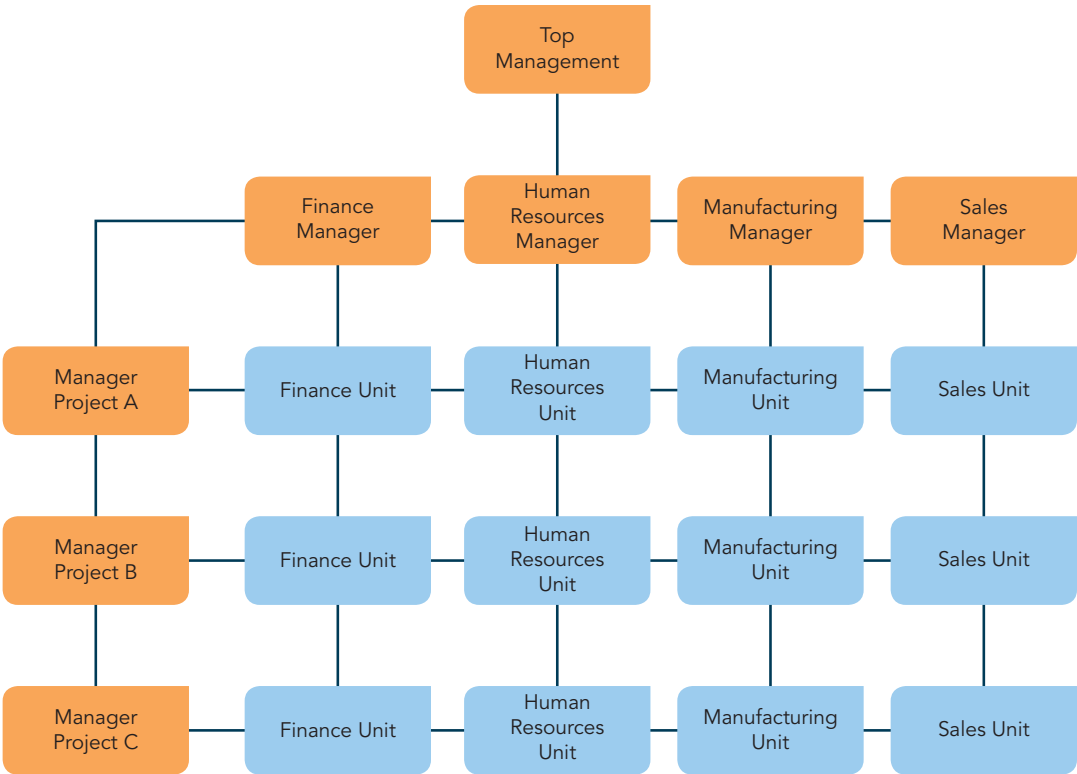 Top
Management
Finance
Manager
Human
Resources
Manager
Manufacturing
Manager
Sales
Manager
Manager
Project A
Finance Unit
Human
Resources
Unit
Manufacturing
Unit
Sales Unit
Manager
Project B
Finance Unit
Human
Resources
Unit
Manufacturing
Unit
Sales Unit
Manager
Project C
Finance Unit
Human
Resources
Unit
Manufacturing
Unit
Sales Unit